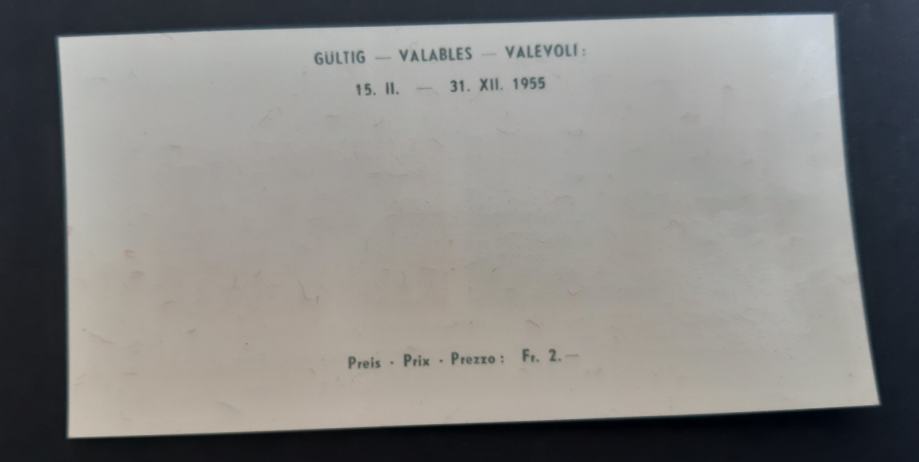 GÜLTIG — VALABLES — VALEVOLI:
15. II. — 31. XII. 1955
Preis · Prix · Prezzo: Fr. 2.—